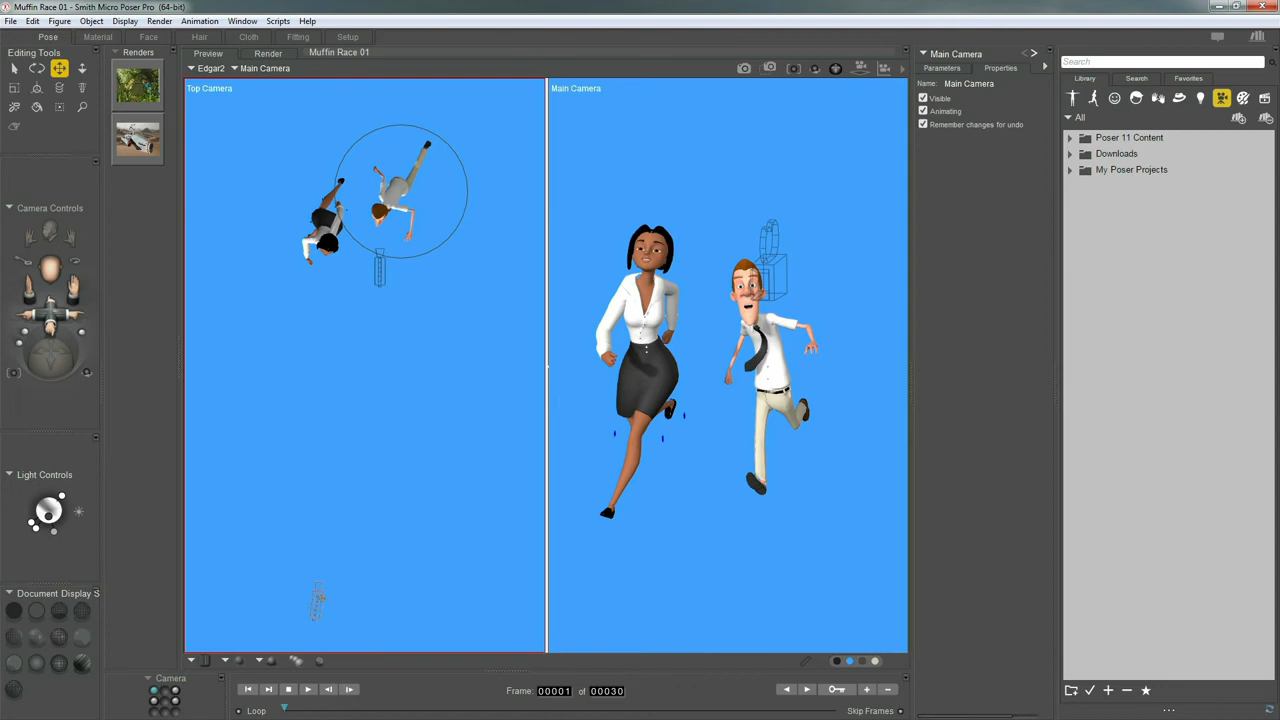 Muffin Race 01 - Smith Micro Poser Pro (64-bit)
File Edit Figure Object Display Render Animation Window Scripts Help
Pose Material Face Hair Cloth Fitting Setup
Editing Tools
Renders
Preview Render Muffin Race 01
Edgar2 Main Camera
Top Camera
Main Camera
Camera Controls
Light Controls
Document Display S
Camera
Loop
Frame: 00001 of 00030
Skip Frames
Main Camera
Parameters Properties
Name: Main Camera
Visible
Animating
Remember changes for undo
Search
Library Search Favorites
All
Poser 11 Content
Downloads
My Poser Projects